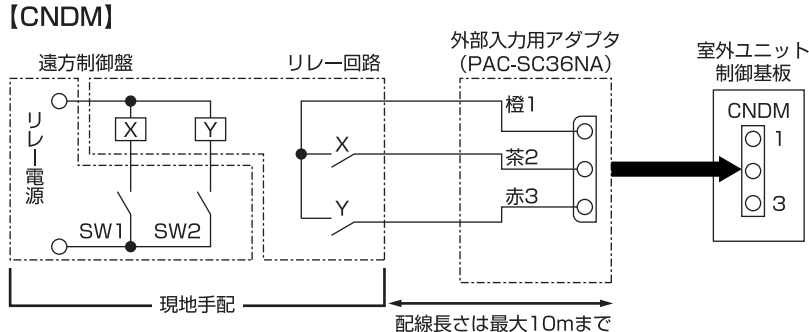 【CNDM】
遠方制御盤
リレー回路
外部入力用アダプタ
(PAC-SC36NA)
室外ユニット
制御基板
リレー電源
X
Y
SW1
SW2
X
Y
橙1
茶2
赤3
CNDM
1
3
現地手配
配線長さは最大10mまで